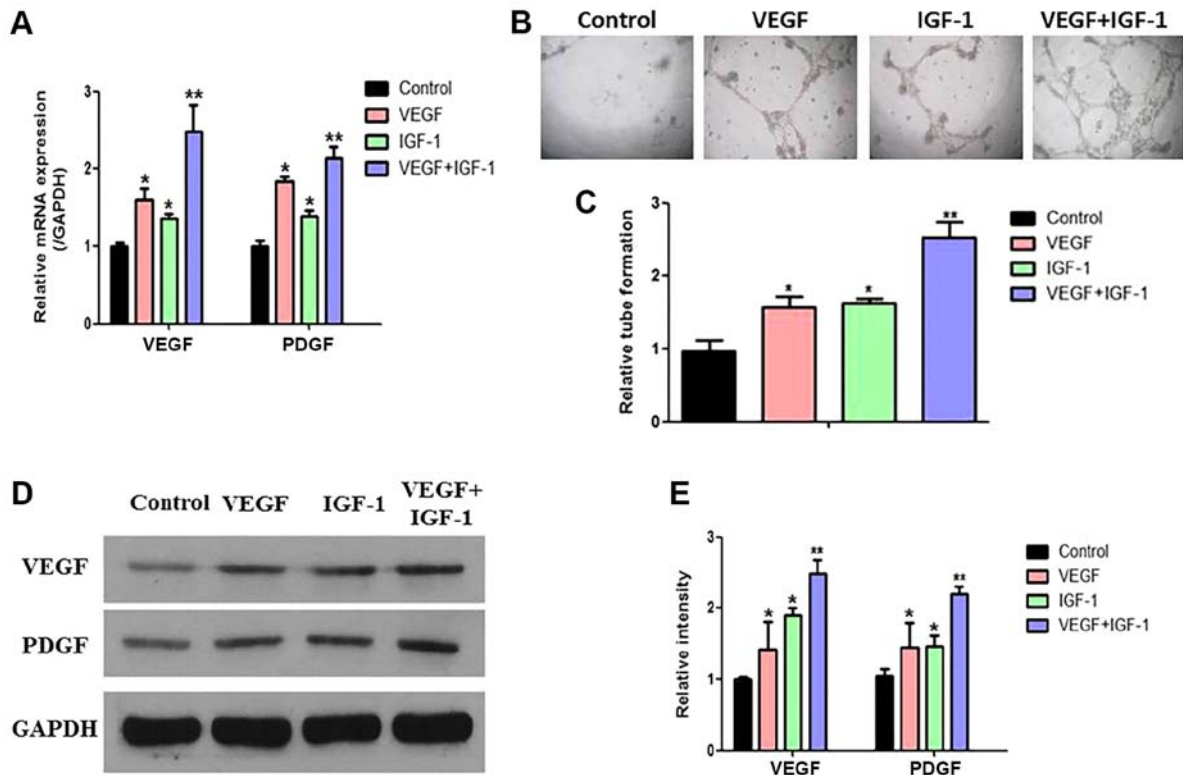 A
Relative mRNA expression
(/GAPDH)
3
2
1
0
*
*
**
*
*
**
VEGF
PDGF
Control
VEGF
IGF-1
VEGF+IGF-1
B
Control
VEGF
IGF-1
VEGF+IGF-1
C
Relative tube formation
3
2
1
0
*
*
**
Control
VEGF
IGF-1
VEGF+IGF-1
D
Control
VEGF
IGF-1
VEGF+
IGF-1
VEGF
PDGF
GAPDH
E
Relative intensity
3
2
1
0
*
*
**
*
*
**
VEGF
PDGF
Control
VEGF
IGF-1
VEGF+IGF-1